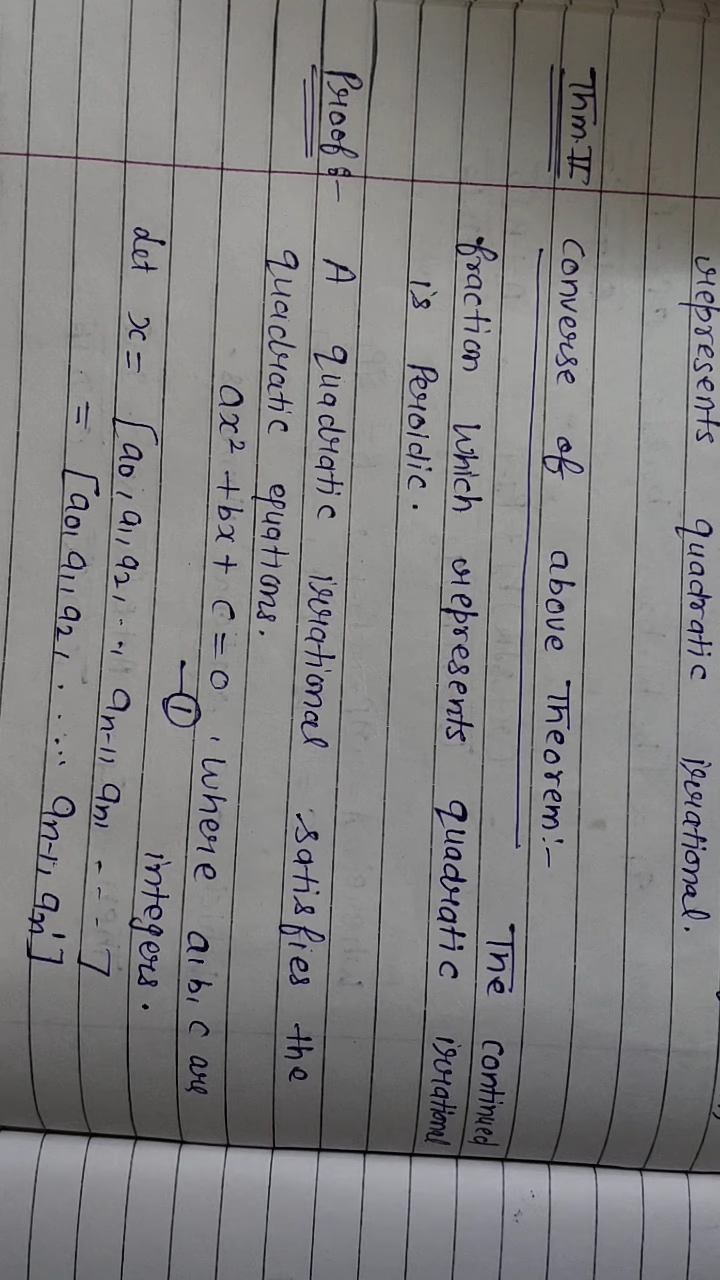 represents quadratic irrational.
Thm.II Converse of above Theorem:- The continued
fraction which represents quadratic irrational
is Peroidic.
Proof:- A quadratic irrational satisfies the
quadratic equations.
ax² + bx + c = 0, where a, b, c are
①
integers.
Let x = [a₀, a₁, a₂, .., aₙ₋₁, aₙ, ---]
= [a₀, a₁, a₂, .... aₙ₋₁, aₙ']